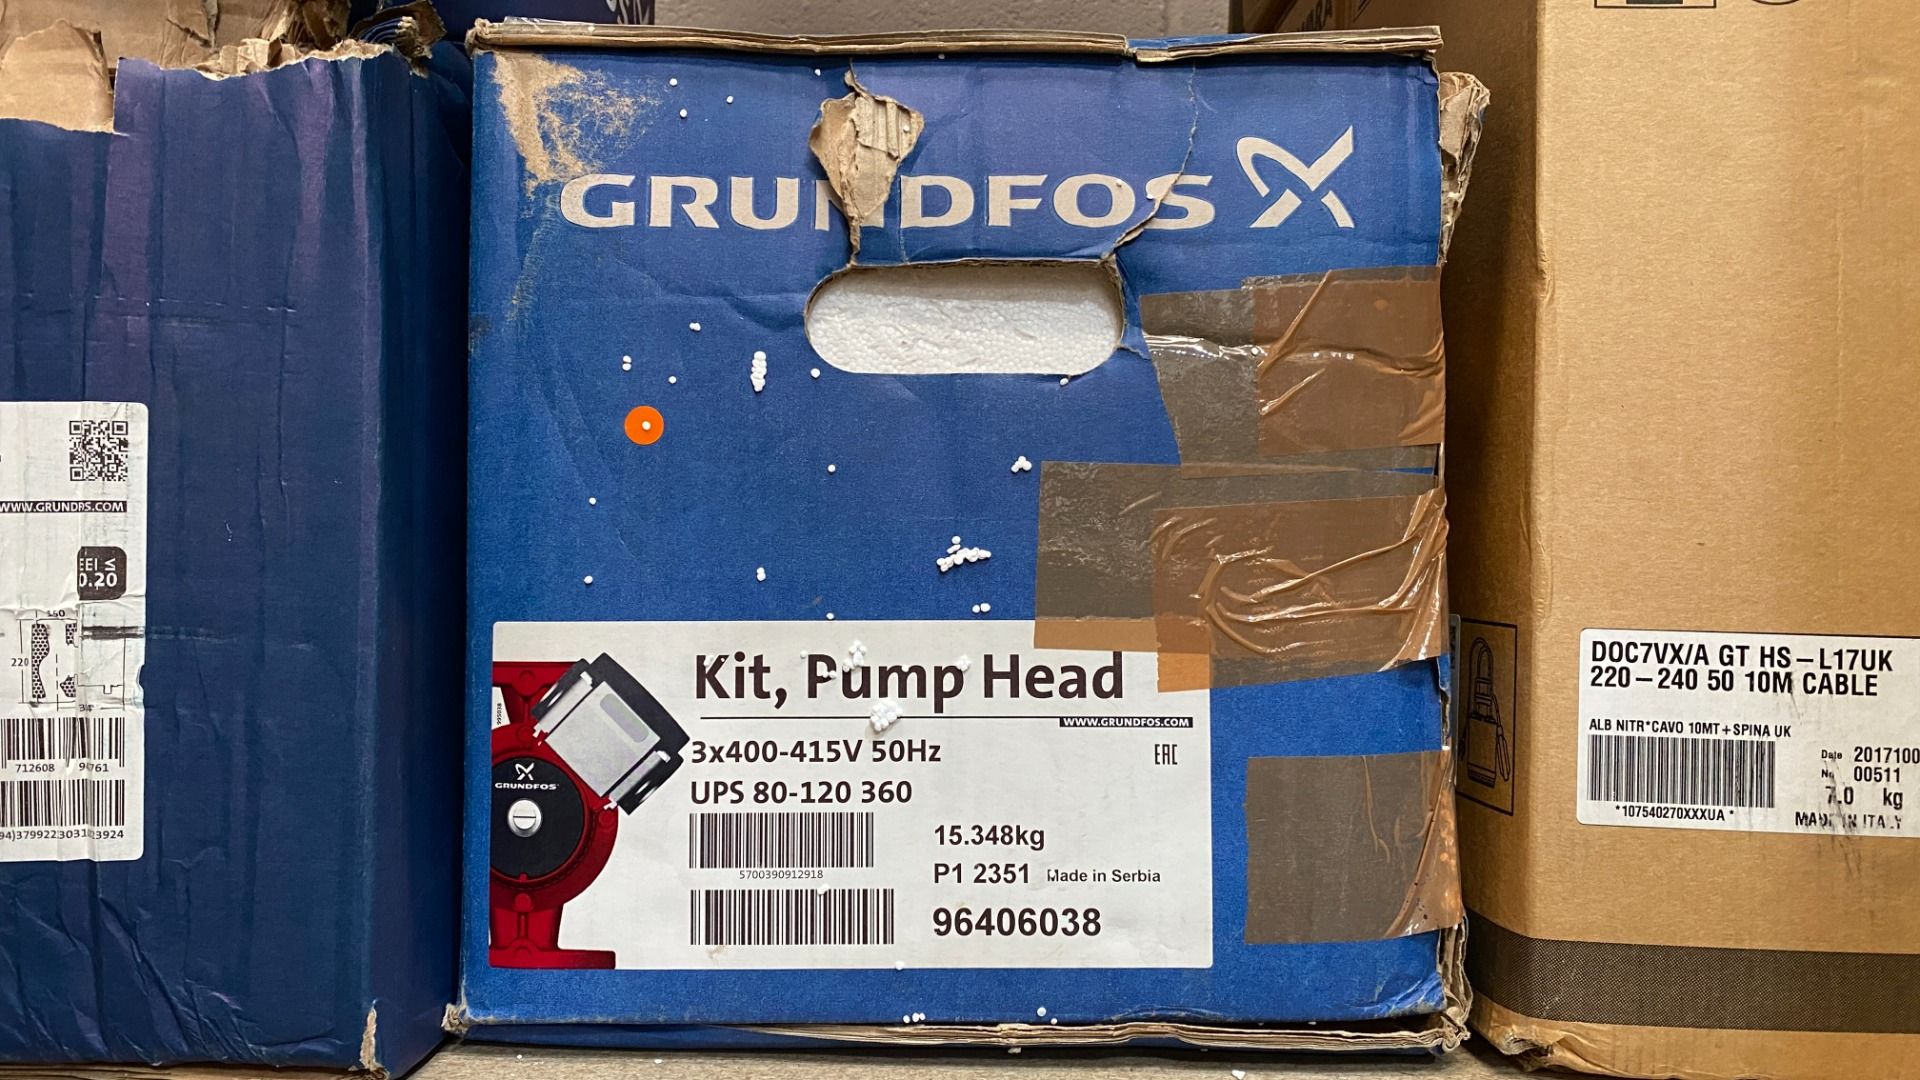 WWW.GRUNDFOS.COM
EEI ≤
0.20
220
712608
GRUNDFOS
Kit, Pump Head
WWW.GRUNDFOS.COM
3x400-415V 50Hz
EAC
UPS 80-120 360
GRUNDFOS
15.348kg
5700390912918
P1 2351 Made in Serbia
96406038
DOC7VX/A GT HS-L17UK
220-240 50 10M CABLE
ALB NITR*CAVO 10MT+SPINA UK
Date 2017100
No 00511
7.0 kg
*107540270XXXUA*
MADE IN ITALY